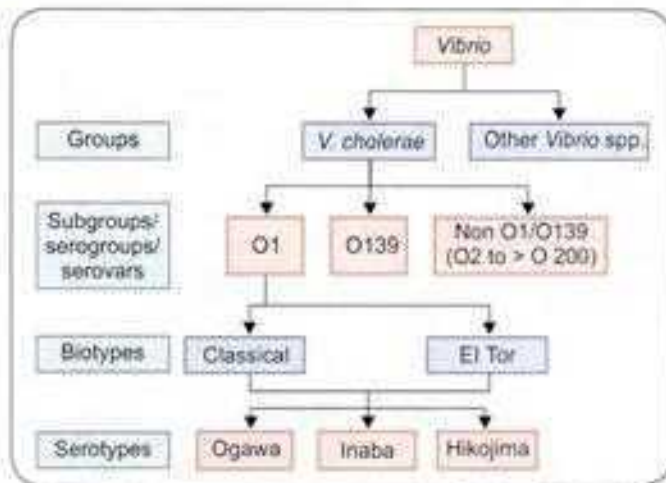 Vibrio
Groups
V. cholerae
Other Vibrio spp.
Subgroups/
serogroups/
serovars
O1
O139
Non O1/O139
(O2 to > O 200)
Biotypes
Classical
El Tor
Serotypes
Ogawa
Inaba
Hikojima